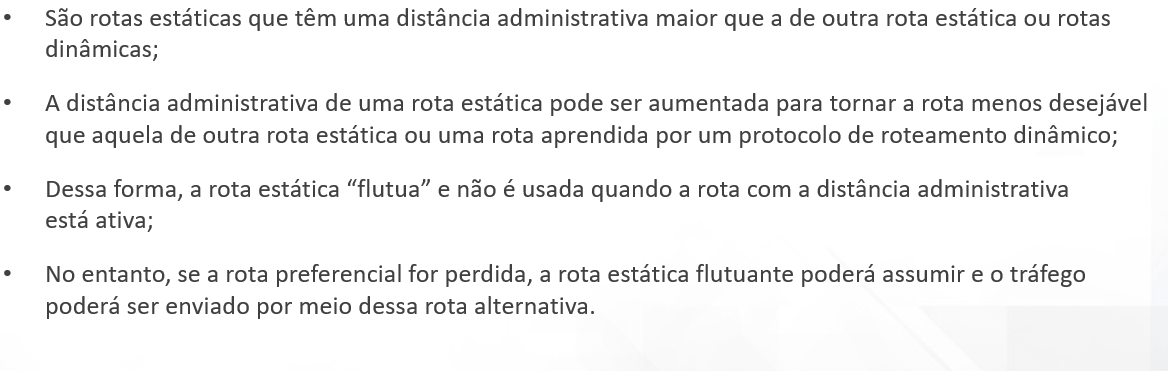 • São rotas estáticas que têm uma distância administrativa maior que a de outra rota estática ou rotas
dinâmicas;
• A distância administrativa de uma rota estática pode ser aumentada para tornar a rota menos desejável
que aquela de outra rota estática ou uma rota aprendida por um protocolo de roteamento dinâmico;
• Dessa forma, a rota estática “flutua” e não é usada quando a rota com a distância administrativa
está ativa;
• No entanto, se a rota preferencial for perdida, a rota estática flutuante poderá assumir e o tráfego
poderá ser enviado por meio dessa rota alternativa.